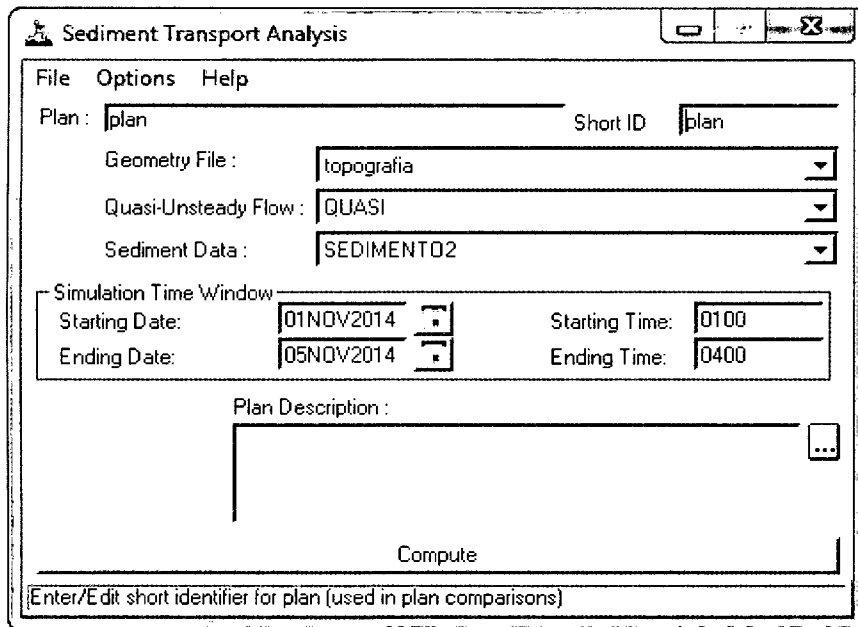 Sediment Transport Analysis
File Options Help
Plan : plan Short ID plan
Geometry File : topografia
Quasi-Unsteady Flow : QUASI
Sediment Data : SEDIMENTO2
Simulation Time Window
Starting Date: 01NOV2014 Starting Time: 0100
Ending Date: 05NOV2014 Ending Time: 0400
Plan Description :
...
Compute
Enter/Edit short identifier for plan (used in plan comparisons)